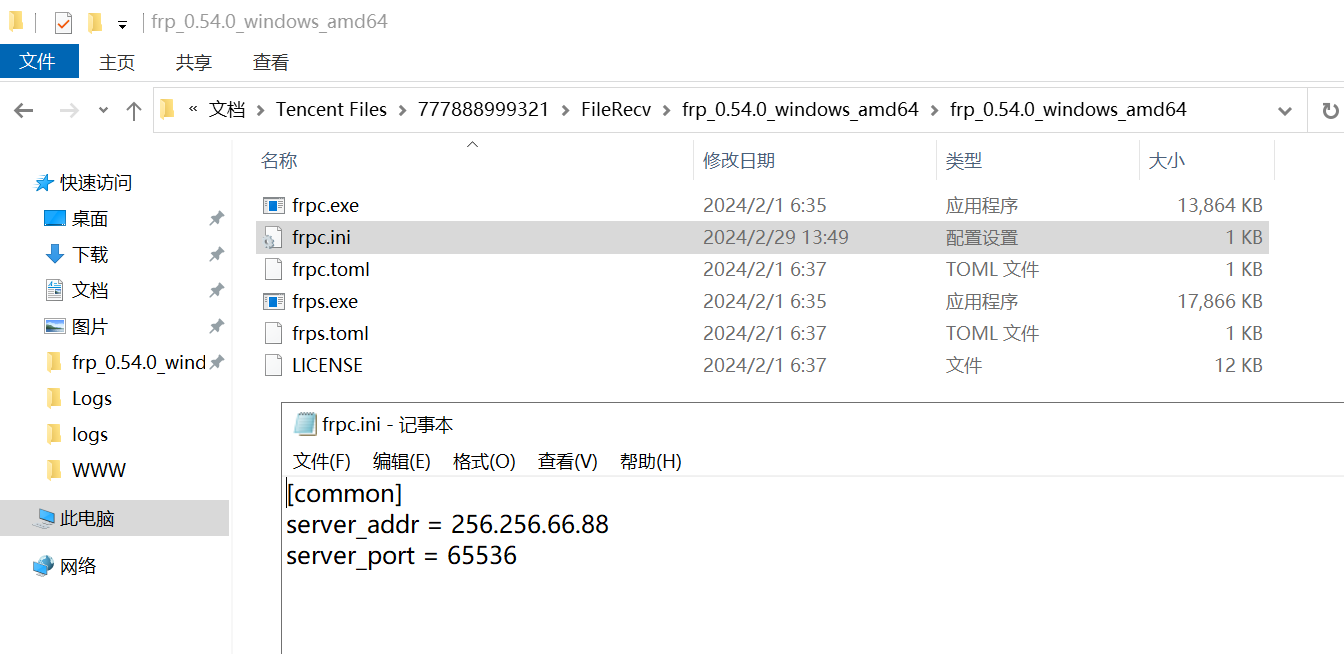 frp_0.54.0_windows_amd64
文件 主页 共享 查看
« 文档 > Tencent Files > 777888999321 > FileRecv > frp_0.54.0_windows_amd64 > frp_0.54.0_windows_amd64
名称 修改日期 类型 大小
快速访问
桌面
下载
文档
图片
frp_0.54.0_wind
Logs
logs
WWW
此电脑
网络
frpc.exe 2024/2/1 6:35 应用程序 13,864 KB
frpc.ini 2024/2/29 13:49 配置设置 1 KB
frpc.toml 2024/2/1 6:37 TOML 文件 1 KB
frps.exe 2024/2/1 6:35 应用程序 17,866 KB
frps.toml 2024/2/1 6:37 TOML 文件 1 KB
LICENSE 2024/2/1 6:37 文件 12 KB
frpc.ini - 记事本
文件(F) 编辑(E) 格式(O) 查看(V) 帮助(H)
[common]
server_addr = 256.256.66.88
server_port = 65536